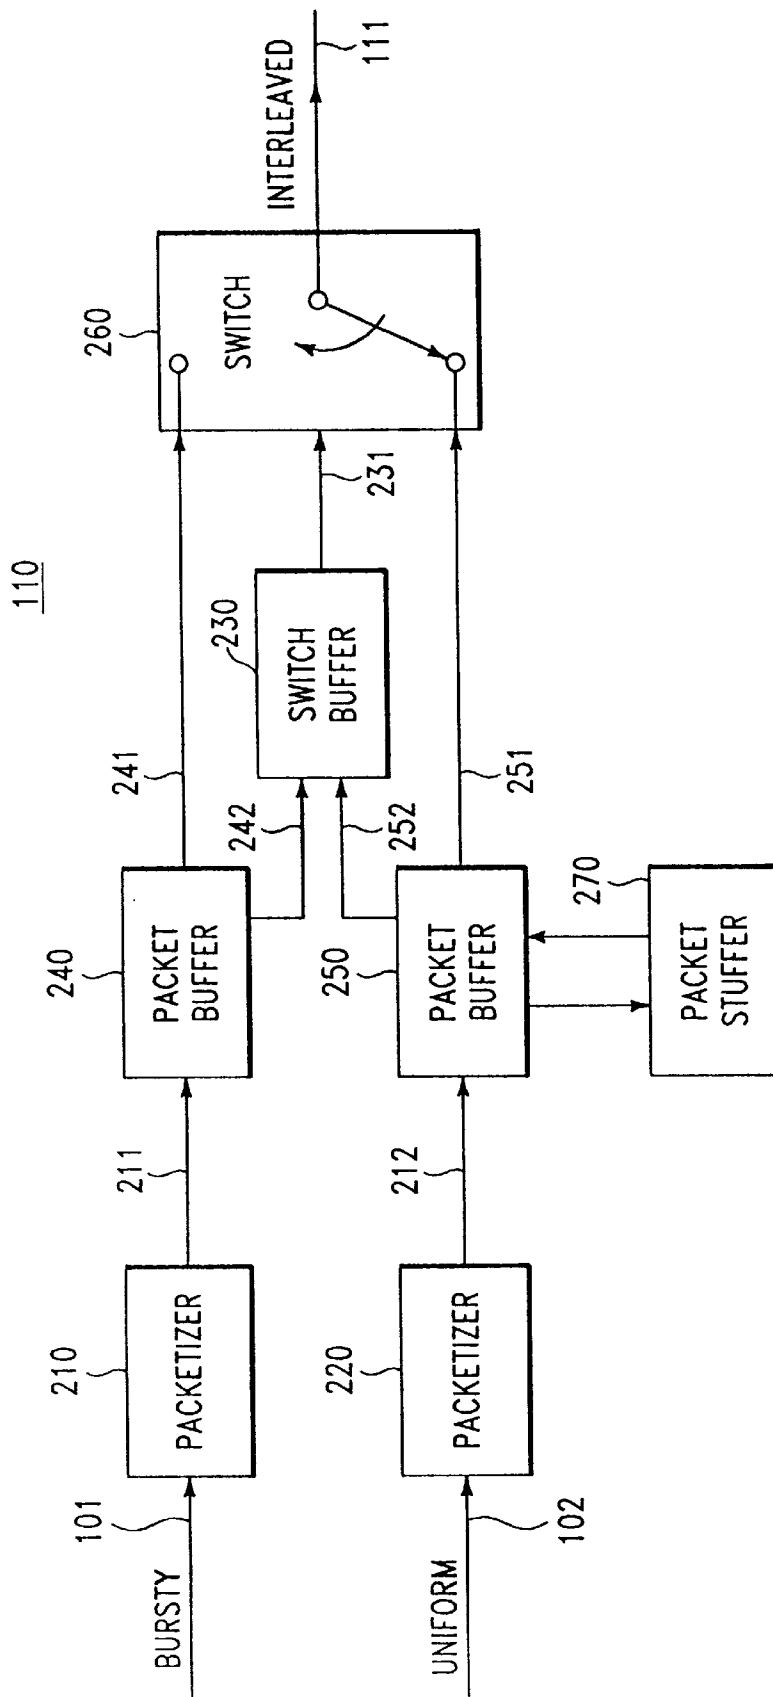 110
BURSTY
101
210
PACKETIZER
211
240
PACKET
BUFFER
241
242
230
SWITCH
BUFFER
231
260
SWITCH
INTERLEAVED
111
UNIFORM
102
220
PACKETIZER
212
250
PACKET
BUFFER
252
251
270
PACKET
STUFFER